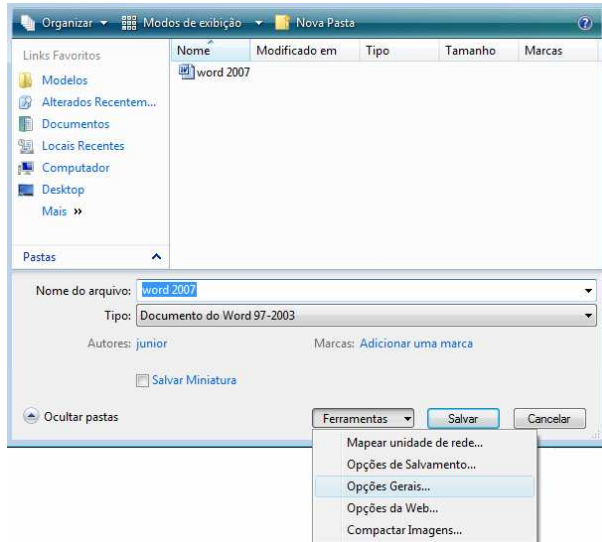 Organizar Modos de exibição Nova Pasta
Links Favoritos
Modelos
Alterados Recentem...
Documentos
Locais Recentes
Computador
Desktop
Mais »
Pastas
Nome Modificado em Tipo Tamanho Marcas
word 2007
Nome do arquivo: word 2007
Tipo: Documento do Word 97-2003
Autores: junior Marcas: Adicionar uma marca
Salvar Miniatura
Ocultar pastas Ferramentas Salvar Cancelar
Mapear unidade de rede...
Opções de Salvamento...
Opções Gerais...
Opções da Web...
Compactar Imagens...